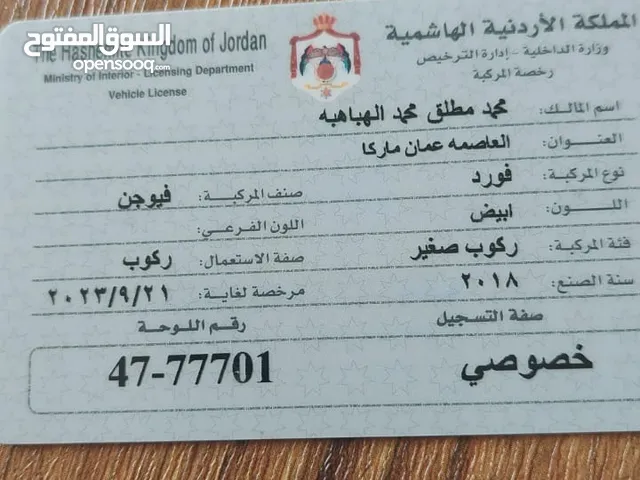 السوق المفتوح
opensooq.com
المملكة الأردنية الهاشمية
وزارة الداخلية - إدارة الترخيص
رخصة المركبة
The Hashemite Kingdom of Jordan
Ministry of Interior - Licensing Department
Vehicle License
اسم المالك: محمد مطلق محمد الهباهبه
العنوان: العاصمه عمان ماركا
نوع المركبة: فورد صنف المركبة: فيوجن
اللون: ابيض اللون الفرعي:
فئة المركبة: ركوب صغير صفة الاستعمال: ركوب
سنة الصنع: ٢٠١٨ مرخصة لغاية: ٢٠٢٣/٩/٢١
صفة التسجيل رقم اللوحة
خصوصي 47-77701